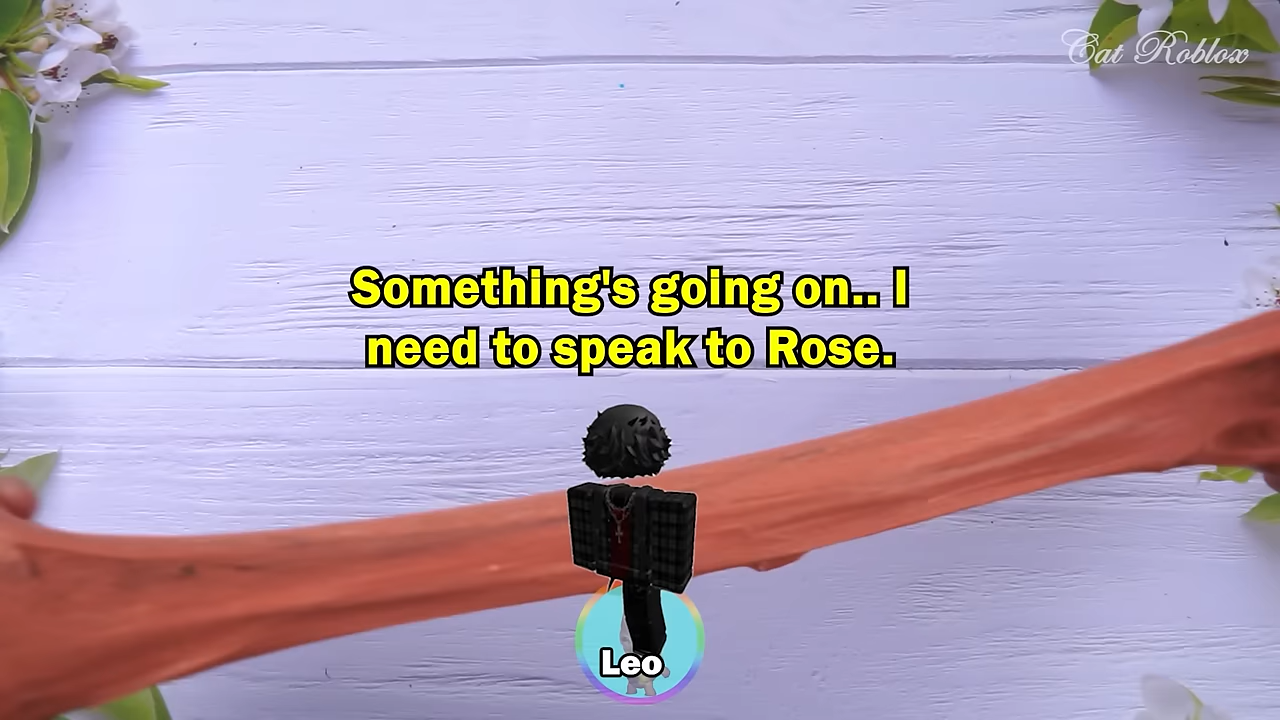 Cat Roblox
Something's going on.. I
need to speak to Rose.
Leo